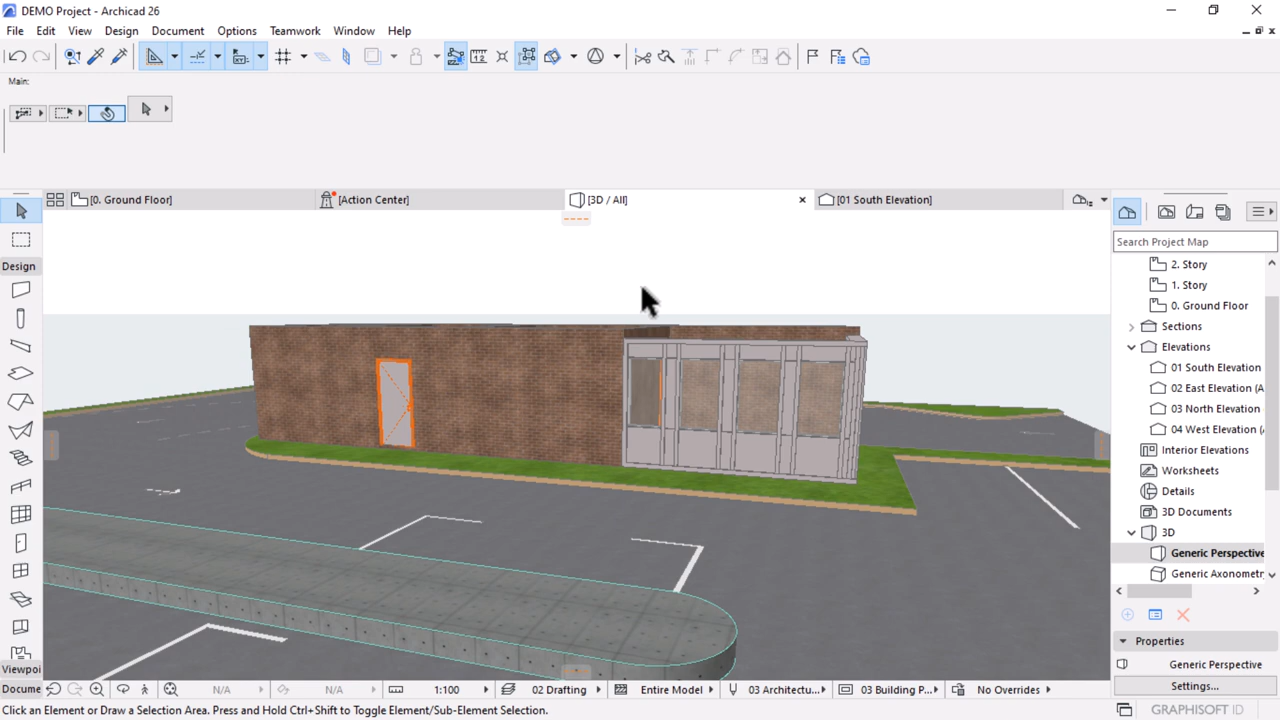 DEMO Project - Archicad 26
File Edit View Design Document Options Teamwork Window Help
Main:
[0. Ground Floor] [Action Center] [3D / All] [01 South Elevation]
Search Project Map
Design
2. Story
1. Story
0. Ground Floor
Sections
Elevations
01 South Elevation
02 East Elevation (A
03 North Elevation
04 West Elevation (
Interior Elevations
Worksheets
Details
3D Documents
3D
Generic Perspective
Generic Axonometr
Properties
Viewpoi
Generic Perspective
Docume N/A N/A 1:100 02 Drafting Entire Model 03 Architectu... 03 Building P... No Overrides Settings...
Click an Element or Draw a Selection Area. Press and Hold Ctrl+Shift to Toggle Element/Sub-Element Selection. GRAPHISOFT ID